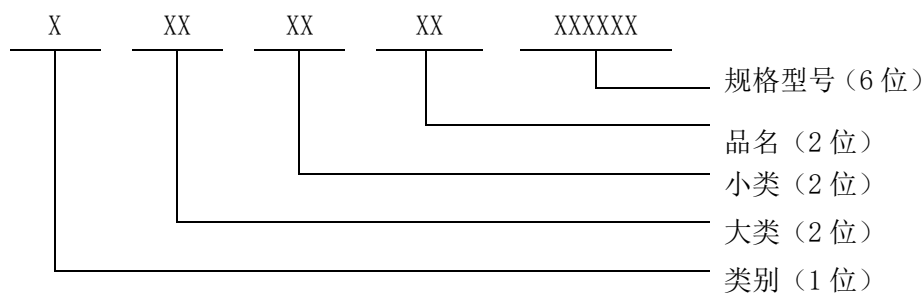 X XX XX XX XXXXXX
规格型号（6位）
品名（2位）
小类（2位）
大类（2位）
类别（1位）